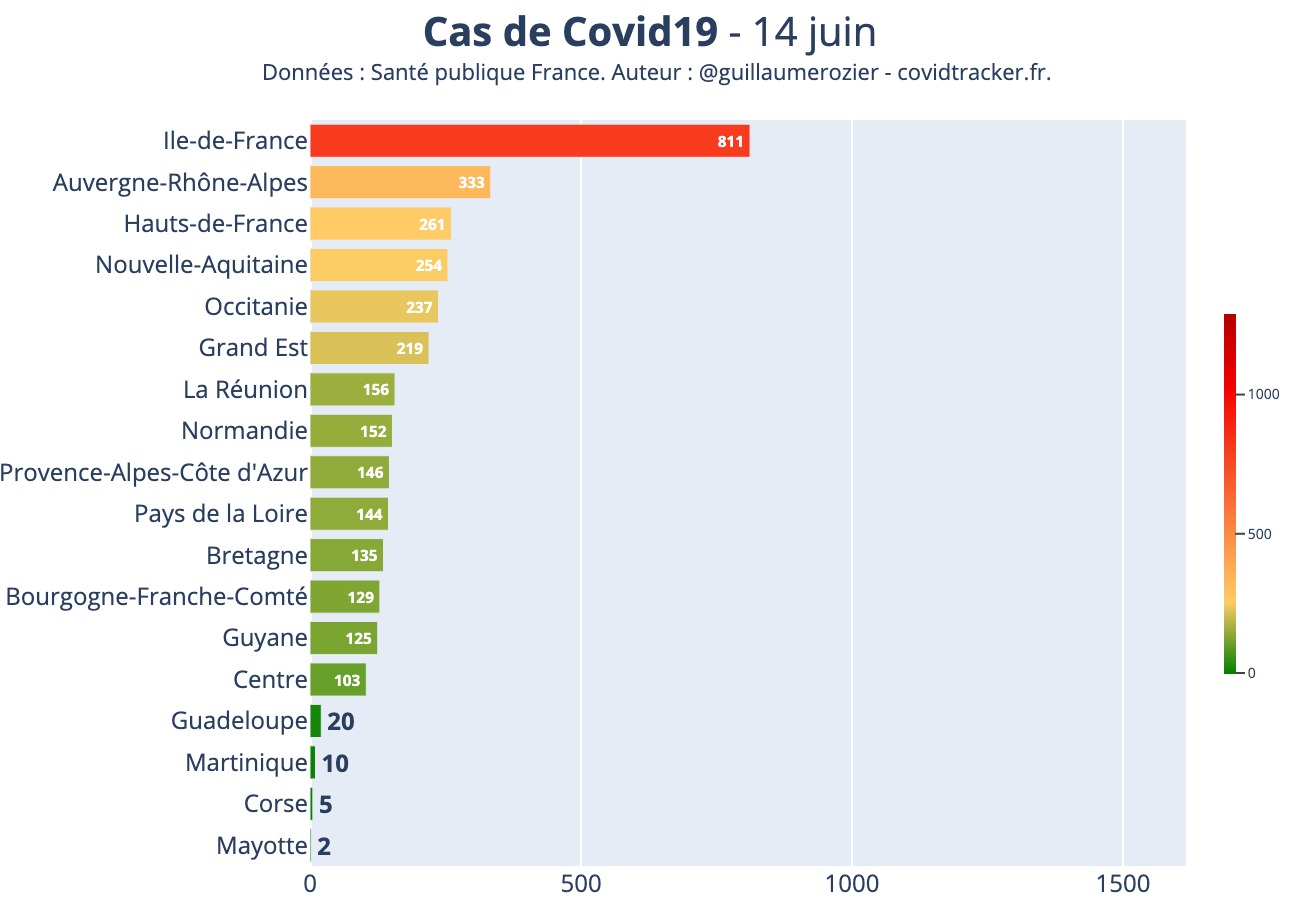 Cas de Covid19 - 14 juin
Données : Santé publique France. Auteur : @guillaumerozier - covidtracker.fr.
Ile-de-France 811
Auvergne-Rhône-Alpes 333
Hauts-de-France 261
Nouvelle-Aquitaine 254
Occitanie 237
Grand Est 219
La Réunion 156
Normandie 152
Provence-Alpes-Côte d'Azur 146
Pays de la Loire 144
Bretagne 135
Bourgogne-Franche-Comté 129
Guyane 125
Centre 103
Guadeloupe 20
Martinique 10
Corse 5
Mayotte 2
0 500 1000 1500
1000
500
0